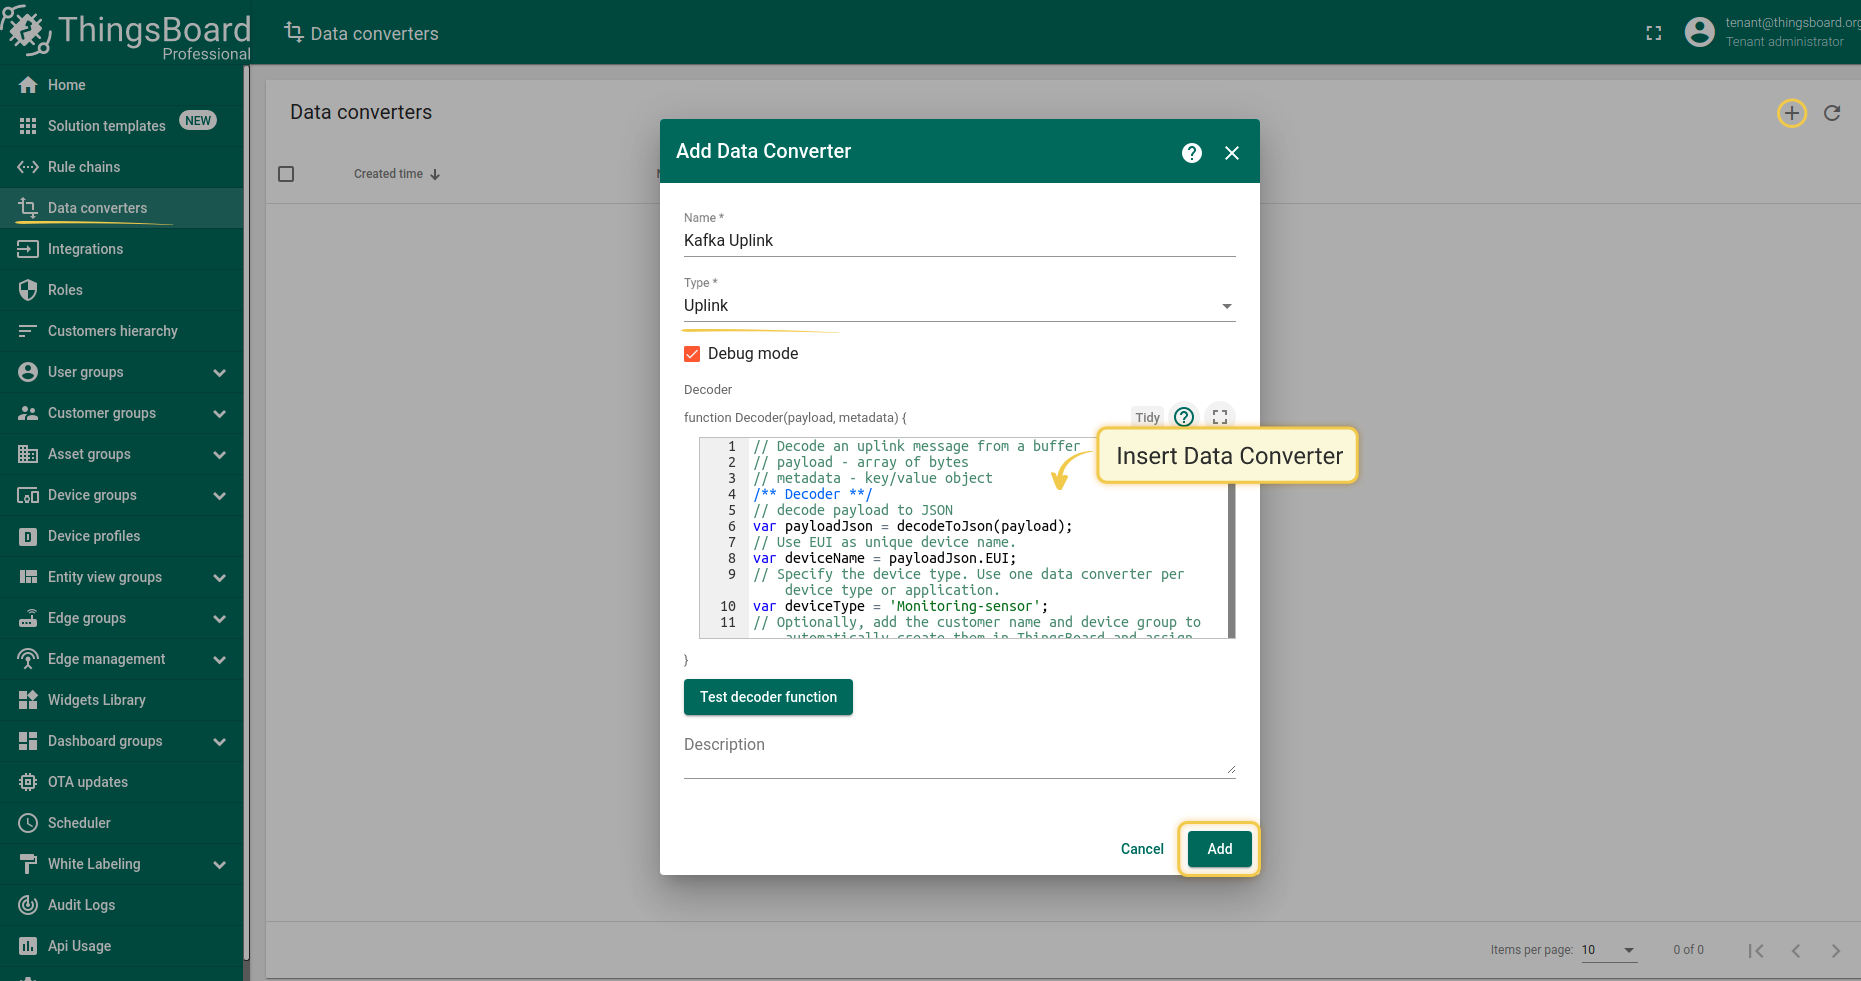 ThingsBoard
Professional
Data converters
tenant@thingsboard.org
Tenant administrator
Home
Solution templates
NEW
Rule chains
Data converters
Integrations
Roles
Customers hierarchy
User groups
Customer groups
Asset groups
Device groups
Device profiles
Entity view groups
Edge groups
Edge management
Widgets Library
Dashboard groups
OTA updates
Scheduler
White Labeling
Audit Logs
Api Usage
Data converters
Created time
Add Data Converter
Name *
Kafka Uplink
Type *
Uplink
Debug mode
Decoder
function Decoder(payload, metadata) {
Tidy
Insert Data Converter
1 // Decode an uplink message from a buffer
2 // payload - array of bytes
3 // metadata - key/value object
4 /** Decoder **/
5 // decode payload to JSON
6 var payloadJson = decodeToJson(payload);
7 // Use EUI as unique device name.
8 var deviceName = payloadJson.EUI;
9 // Specify the device type. Use one data converter per
device type or application.
10 var deviceType = 'Monitoring-sensor';
11 // Optionally, add the customer name and device group to
automatically create them in ThingsBoard and assign
}
Test decoder function
Description
Cancel
Add
Items per page: 10
0 of 0